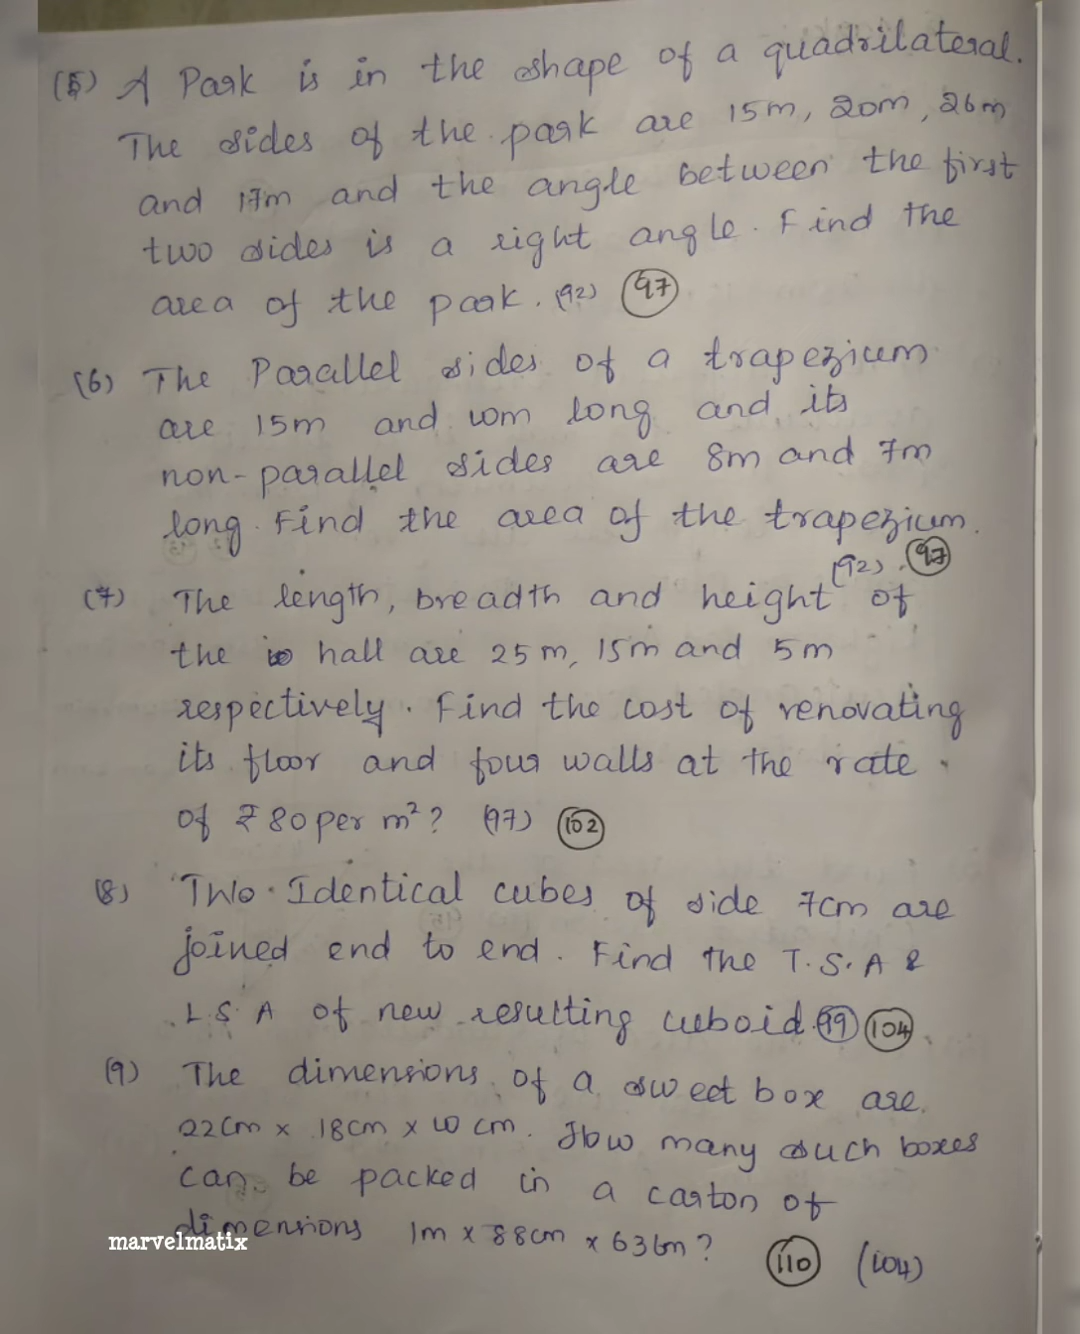 (5) A Park is in the shape of a quadrilateral.
The sides of the park are 15m, 20m, 26m
and 17m and the angle between the first
two sides is a right angle. Find the
area of the park. (92) (97)
(6) The Parallel sides of a trapezium
are 15m and 10m long and its
non-parallel sides are 8m and 7m
long. Find the area of the trapezium.
(92). (97)
(7) The length, breadth and height of
the hall are 25m, 15m and 5m
respectively. Find the cost of renovating
its floor and four walls at the rate
of ₹80 per m²? (97) (102)
(8) Two Identical cubes of side 7cm are
joined end to end. Find the T.S.A &
L.S.A of new resulting cuboid. (99) (104)
(9) The dimensions of a sweet box are
22cm x 18cm x 10cm. How many such boxes
can be packed in a carton of
dimensions 1m x 88cm x 63cm?
(110) (104)
marvelmatix